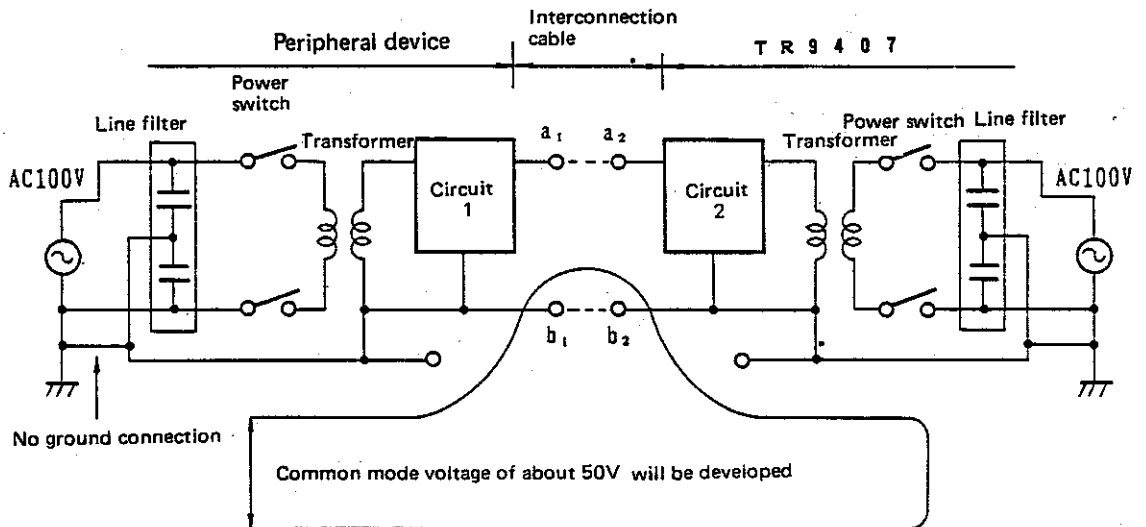 Peripheral device
Interconnection
cable
T R 9 4 0 7
Power
switch
Line filter
Transformer
a1
a2
Transformer
Power switch
Line filter
AC100V
Circuit
1
Circuit
2
AC100V
b1
b2
No ground connection
Common mode voltage of about 50V will be developed